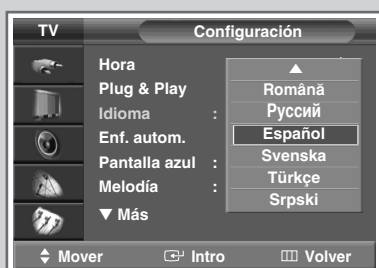 TV Configuración
Hora
Plug & Play
Idioma :
Enf. autom.
Pantalla azul :
Melodía :
▼ Más
▲
Română
Русский
Español
Svenska
Türkçe
Srpski
Mover Intro Volver